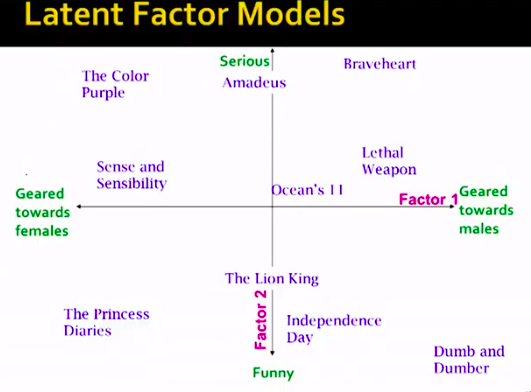 Latent Factor Models
Serious
Braveheart
The Color
Purple
Amadeus
Lethal
Weapon
Sense and
Sensibility
Ocean's 11
Geared
towards
females
Factor 1
Geared
towards
males
The Lion King
Factor 2
The Princess
Diaries
Independence
Day
Dumb and
Dumber
Funny